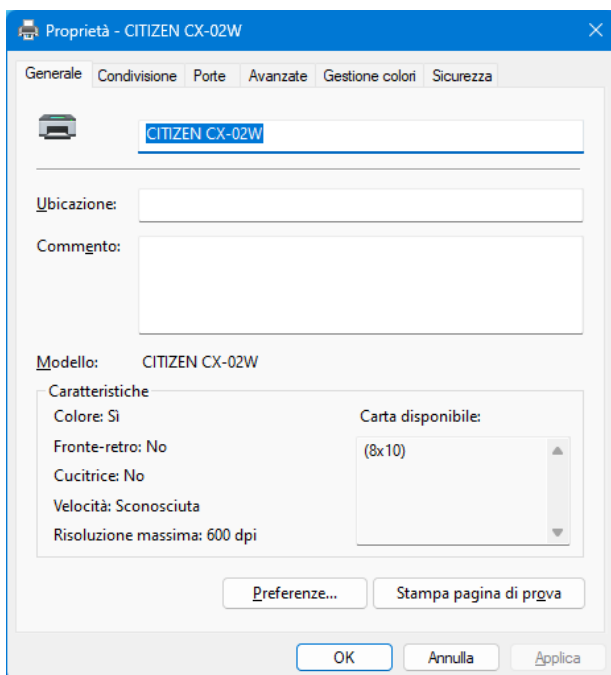 Proprietà - CITIZEN CX-02W
Generale Condivisione Porte Avanzate Gestione colori Sicurezza
CITIZEN CX-02W
Ubicazione:
Commento:
Modello: CITIZEN CX-02W
Caratteristiche
Colore: Sì
Carta disponibile:
Fronte-retro: No
(8x10)
Cucitrice: No
Velocità: Sconosciuta
Risoluzione massima: 600 dpi
Preferenze... Stampa pagina di prova
OK Annulla Applica